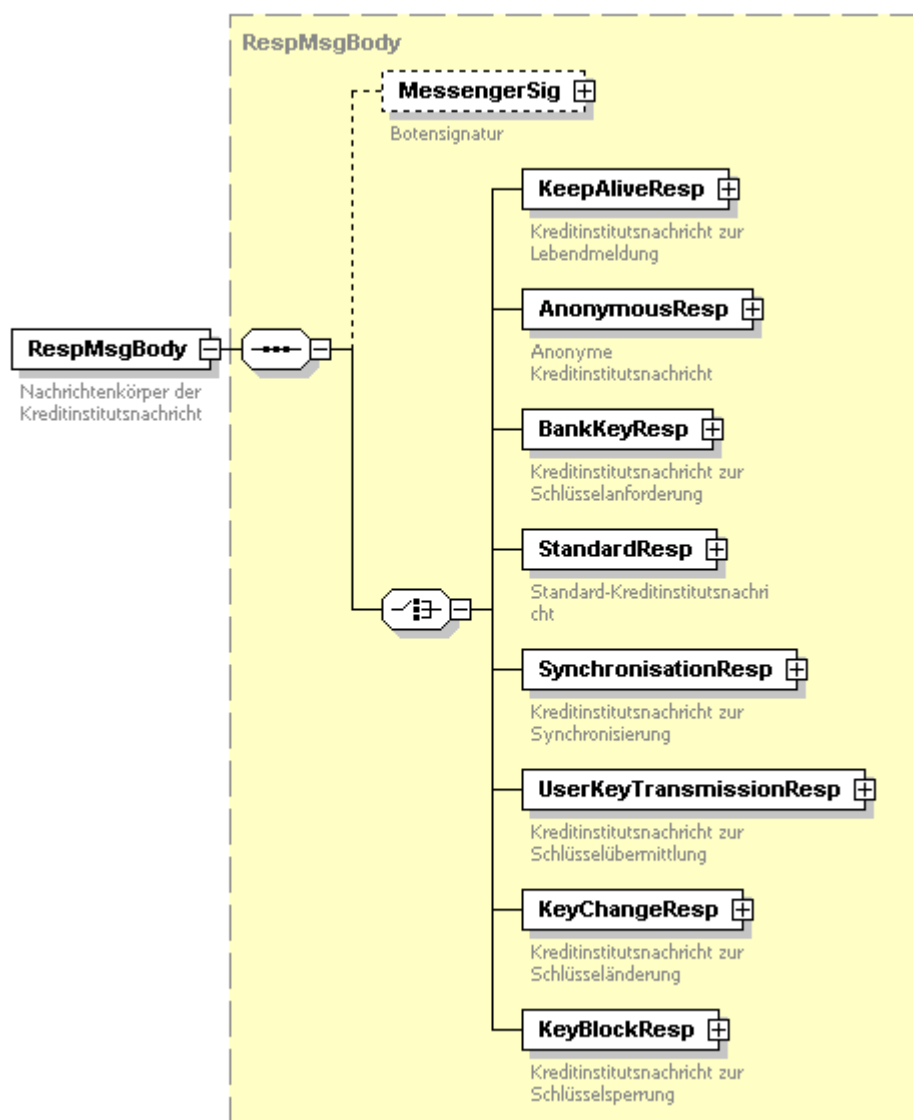 RespMsgBody
MessengerSig
Botensignatur
KeepAliveResp
Kreditinstitutsnachricht zur
Lebendmeldung
AnonymousResp
Anonyme
Kreditinstitutsnachricht
RespMsgBody
Nachrichtenkörper der
Kreditinstitutsnachricht
BankKeyResp
Kreditinstitutsnachricht zur
Schlüsselanforderung
StandardResp
Standard-Kreditinstitutsnachri
cht
SynchronisationResp
Kreditinstitutsnachricht zur
Synchronisierung
UserKeyTransmissionResp
Kreditinstitutsnachricht zur
Schlüsselübermittlung
KeyChangeResp
Kreditinstitutsnachricht zur
Schlüsseländerung
KeyBlockResp
Kreditinstitutsnachricht zur
Schlüsselsperrung